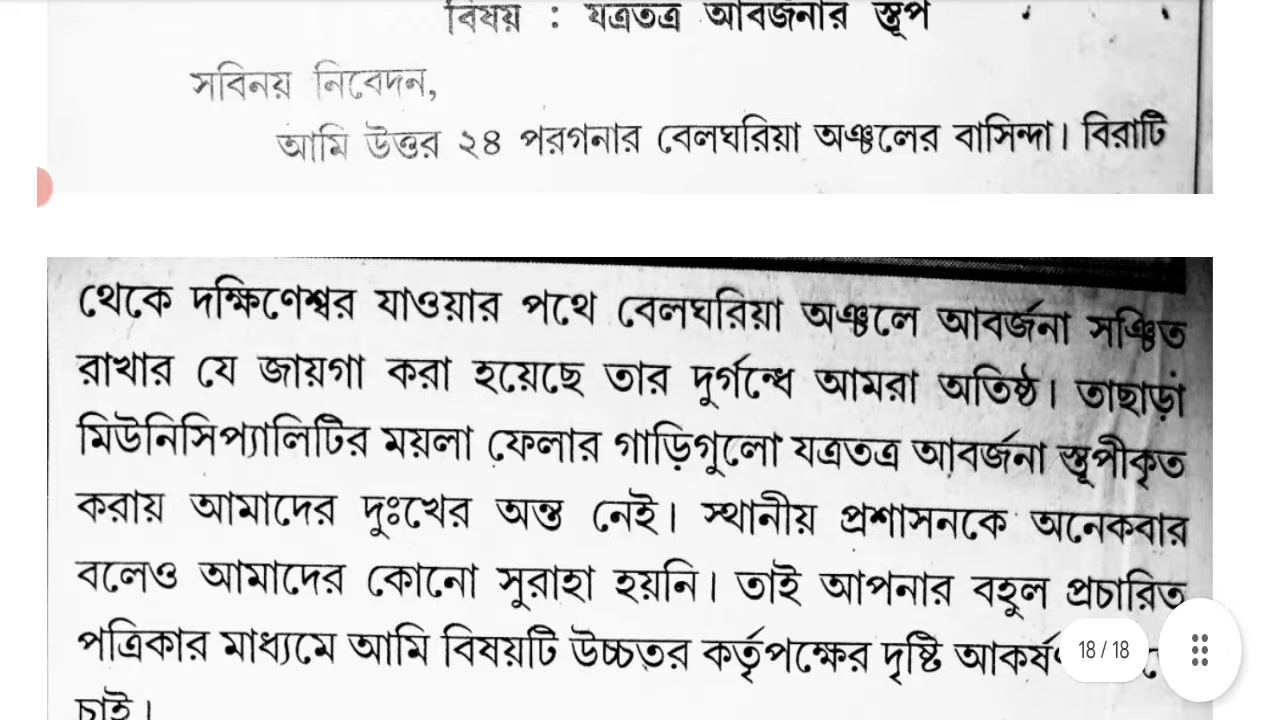 বিষয় : যত্রতত্র আবর্জনার স্তূপ
সবিনয় নিবেদন,
আমি উত্তর ২৪ পরগনার বেলঘরিয়া অঞ্চলের বাসিন্দা। বিরাটি
থেকে দক্ষিণেশ্বর যাওয়ার পথে বেলঘরিয়া অঞ্চলে আবর্জনা সঞ্চিত
রাখার যে জায়গা করা হয়েছে তার দুর্গন্ধে আমরা অতিষ্ঠ। তাছাড়া
মিউনিসিপ্যালিটির ময়লা ফেলার গাড়িগুলো যত্রতত্র আবর্জনা স্তূপীকৃত
করায় আমাদের দুঃখের অন্ত নেই। স্থানীয় প্রশাসনকে অনেকবার
বলেও আমাদের কোনো সুরাহা হয়নি। তাই আপনার বহুল প্রচারিত
পত্রিকার মাধ্যমে আমি বিষয়টি উচ্চতর কর্তৃপক্ষের দৃষ্টি
18 / 18
চাই।